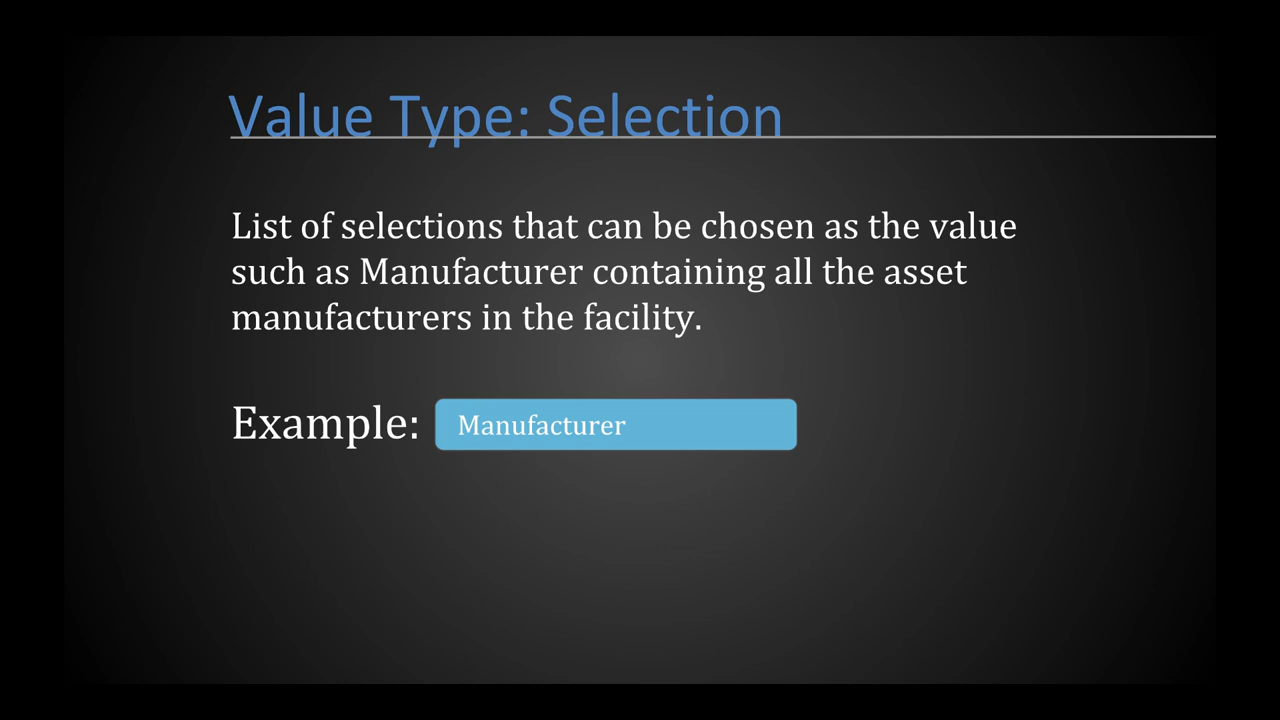 Value Type: Selection
List of selections that can be chosen as the value
such as Manufacturer containing all the asset
manufacturers in the facility.
Example: Manufacturer